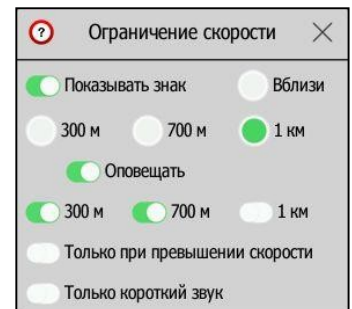 ? Ограничение скорости
Показывать знак Вблизи
300 м 700 м 1 км
Оповещать
300 м 700 м 1 км
Только при превышении скорости
Только короткий звук